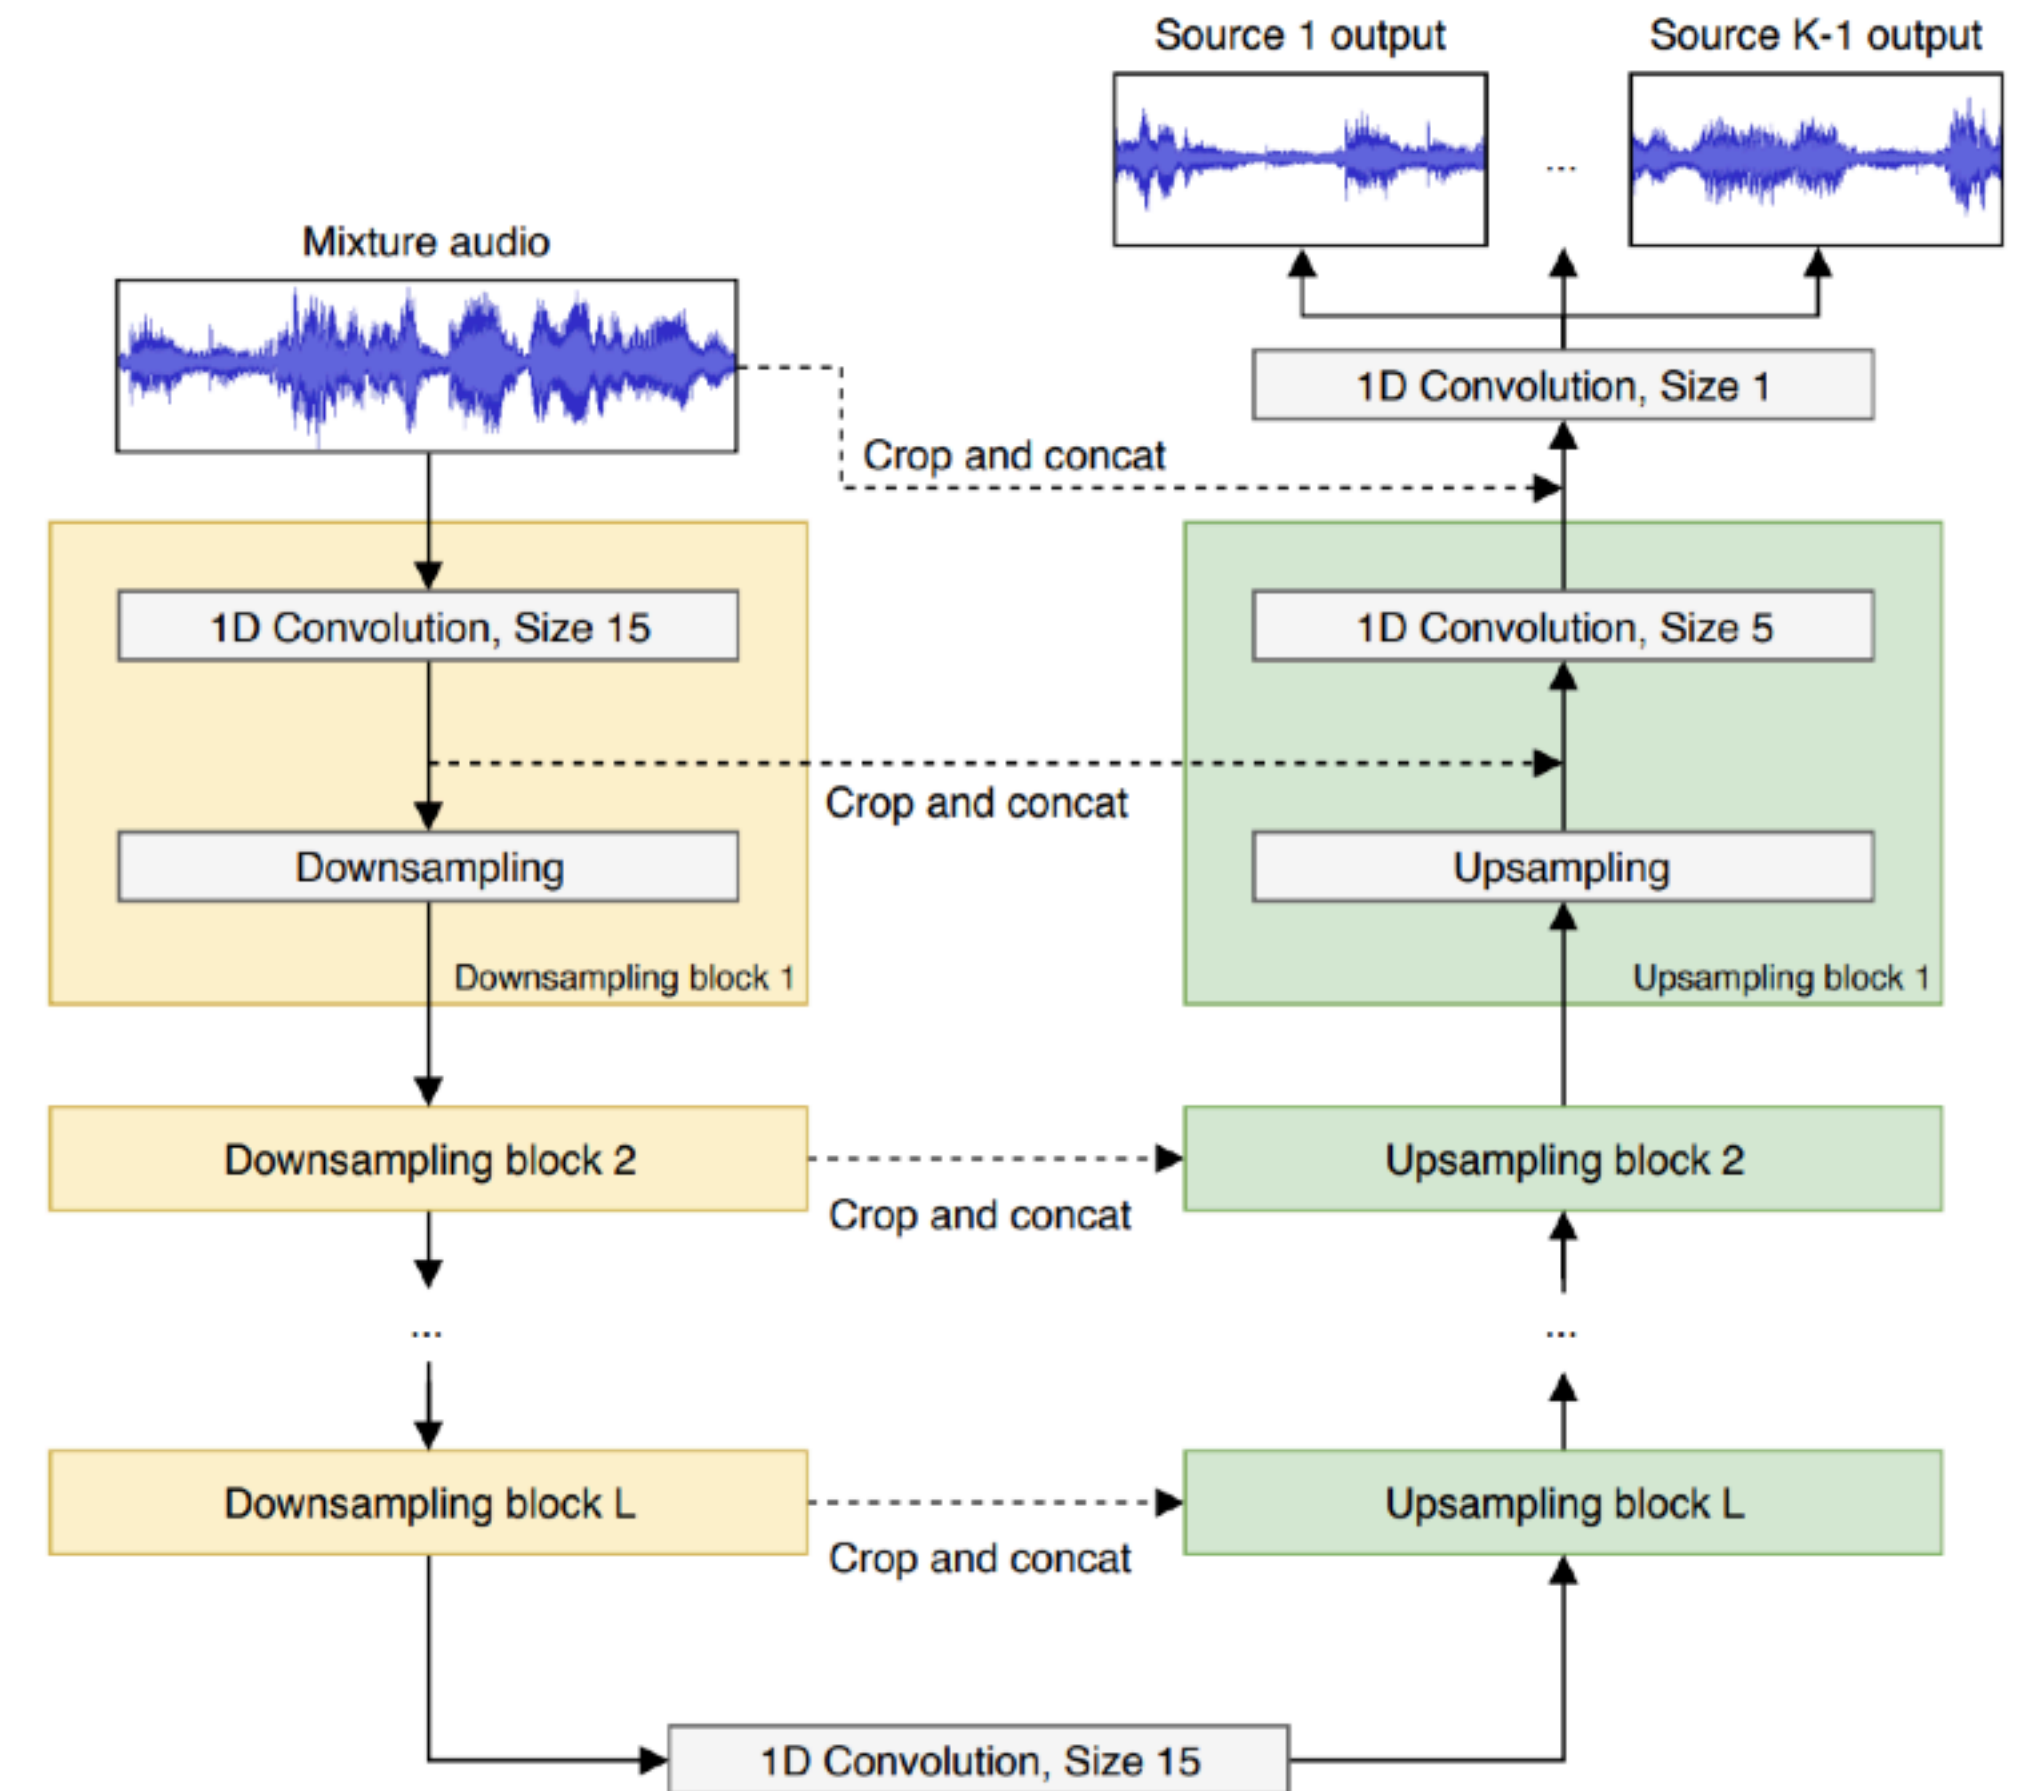 Source 1 output
Source K-1 output
...
Mixture audio
1D Convolution, Size 1
Crop and concat
1D Convolution, Size 15
1D Convolution, Size 5
Crop and concat
Downsampling
Upsampling
Downsampling block 1
Upsampling block 1
Downsampling block 2
Upsampling block 2
Crop and concat
...
...
Downsampling block L
Upsampling block L
Crop and concat
1D Convolution, Size 15